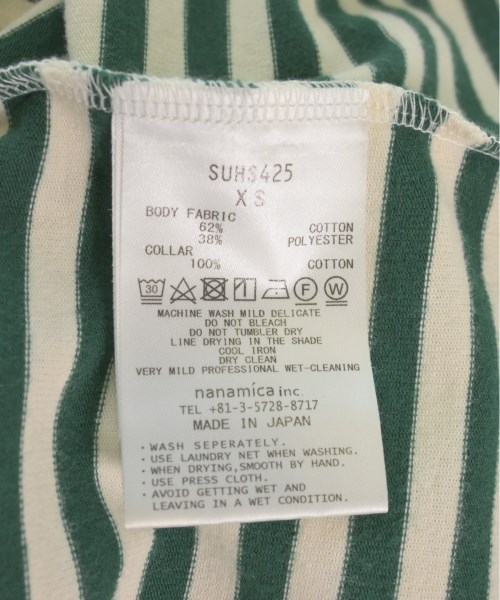 SUHS425
XS
BODY FABRIC
62% COTTON
38% POLYESTER
COLLAR
100% COTTON
30 F W
MACHINE WASH MILD DELICATE
DO NOT BLEACH
DO NOT TUMBLER DRY
LINE DRYING IN THE SHADE
COOL IRON
DRY CLEAN
VERY MILD PROFESSIONAL WET-CLEANING
nanamica inc.
TEL +81-3-5728-8717
MADE IN JAPAN
・WASH SEPERATELY.
・USE LAUNDRY NET WHEN WASHING.
・WHEN DRYING,SMOOTH BY HAND.
・USE PRESS CLOTH.
・AVOID GETTING WET AND
LEAVING IN A WET CONDITION.